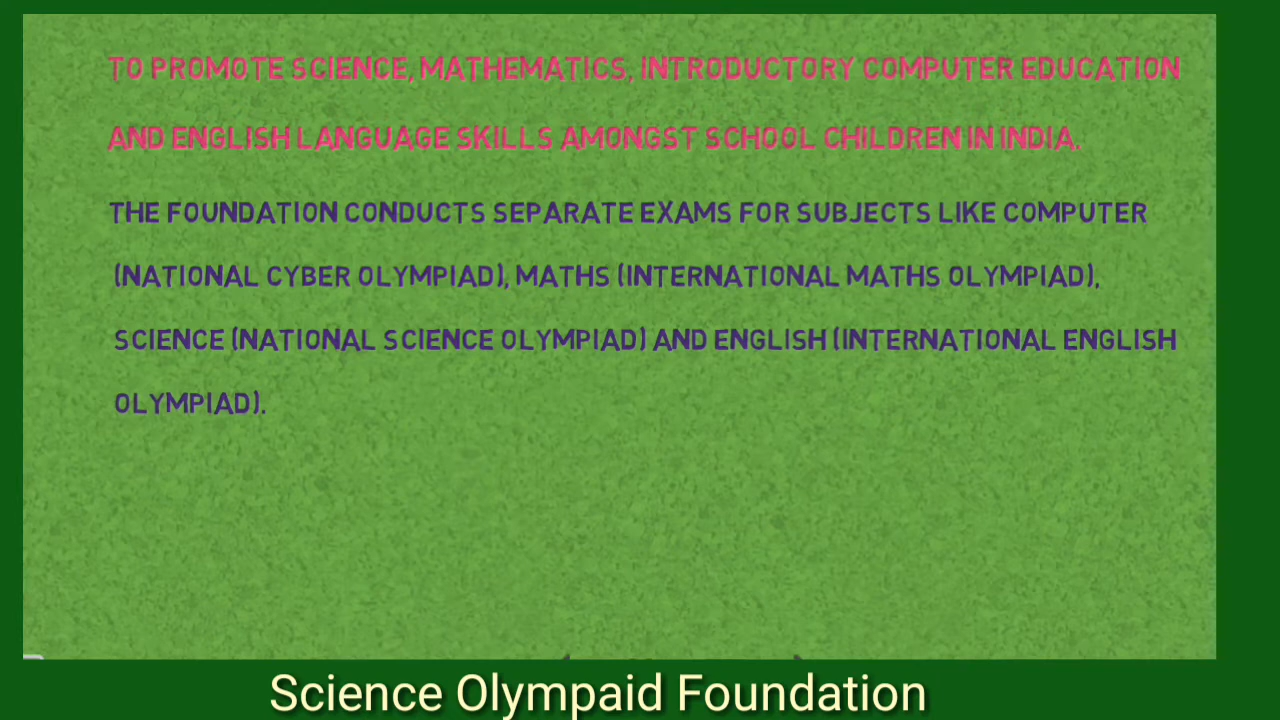 TO PROMOTE SCIENCE, MATHEMATICS, INTRODUCTORY COMPUTER EDUCATION
AND ENGLISH LANGUAGE SKILLS AMONGST SCHOOL CHILDREN IN INDIA.
THE FOUNDATION CONDUCTS SEPARATE EXAMS FOR SUBJECTS LIKE COMPUTER
(NATIONAL CYBER OLYMPIAD), MATHS (INTERNATIONAL MATHS OLYMPIAD),
SCIENCE (NATIONAL SCIENCE OLYMPIAD) AND ENGLISH (INTERNATIONAL ENGLISH
OLYMPIAD).
Science Olympaid Foundation